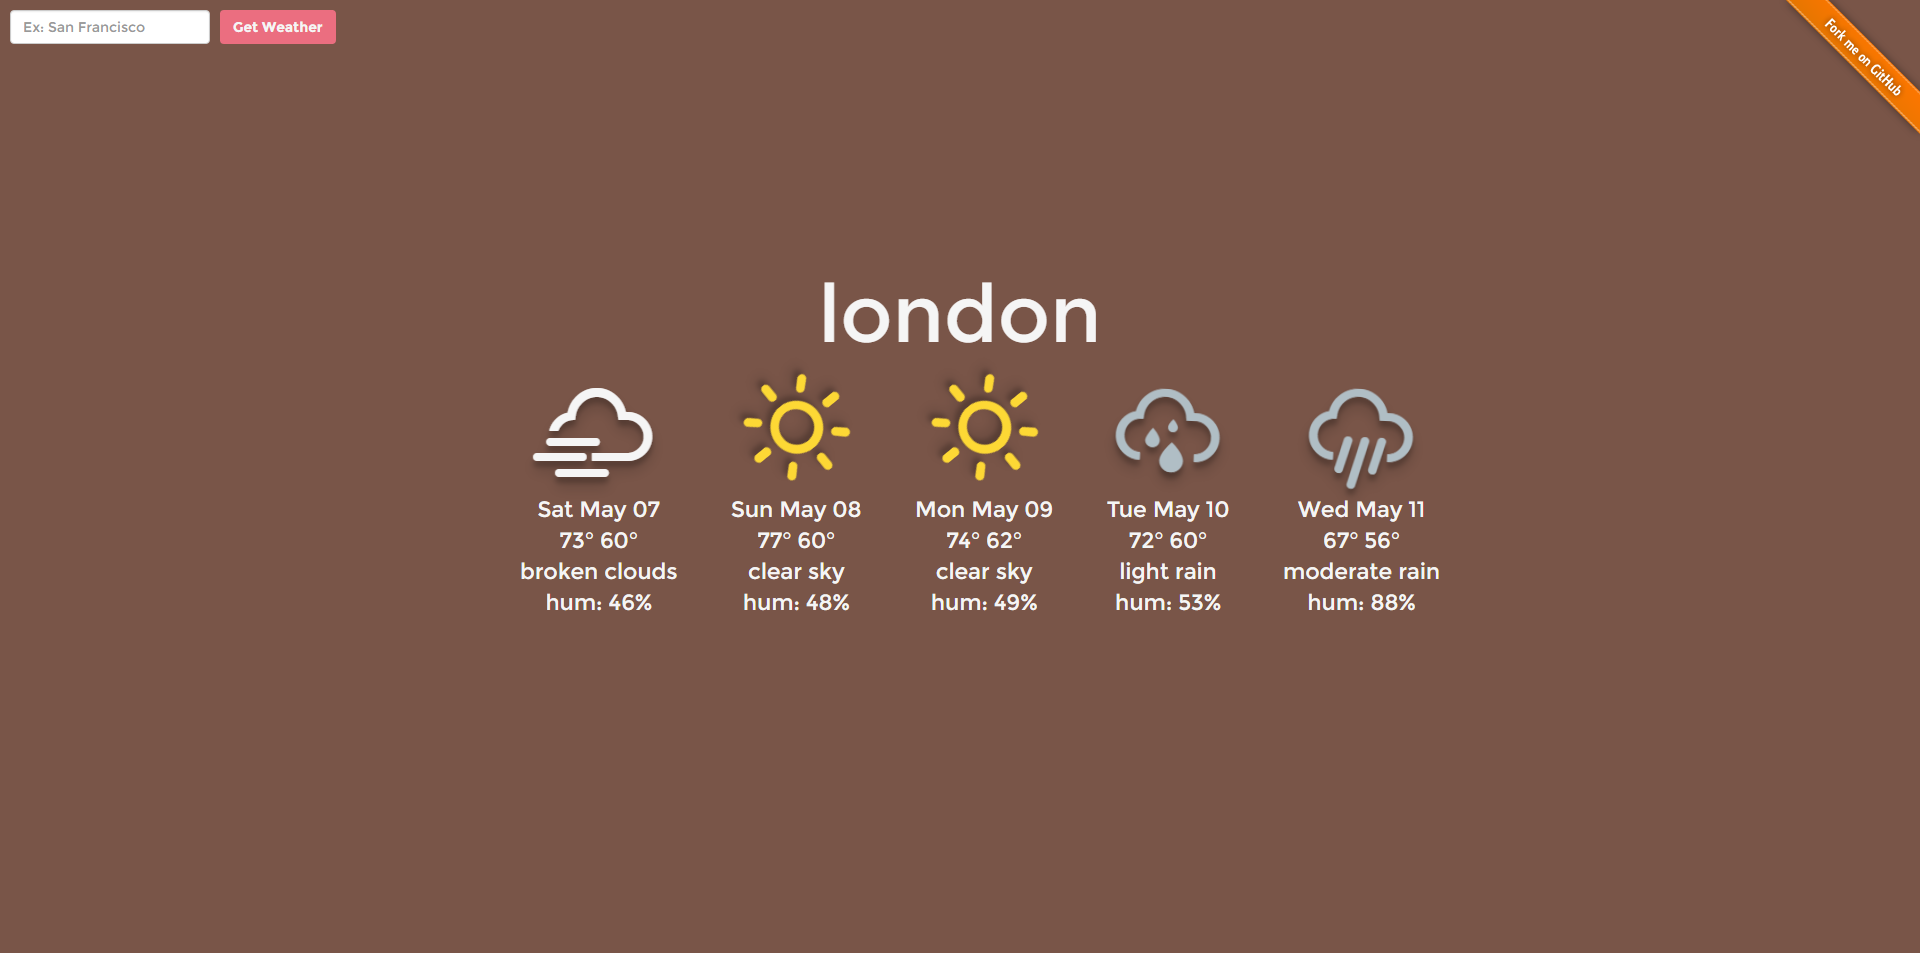 Ex: San Francisco
Get Weather
Fork me on GitHub
london
Sat May 07
73° 60°
broken clouds
hum: 46%
Sun May 08
77° 60°
clear sky
hum: 48%
Mon May 09
74° 62°
clear sky
hum: 49%
Tue May 10
72° 60°
light rain
hum: 53%
Wed May 11
67° 56°
moderate rain
hum: 88%